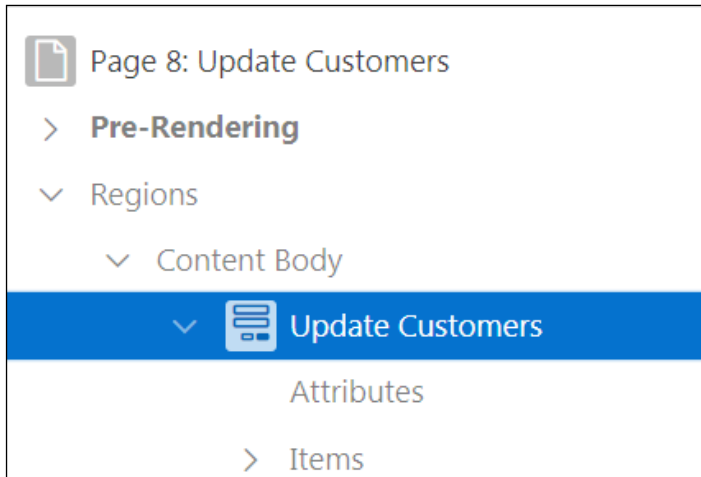 Page 8: Update Customers
Pre-Rendering
Regions
Content Body
Update Customers
Attributes
Items